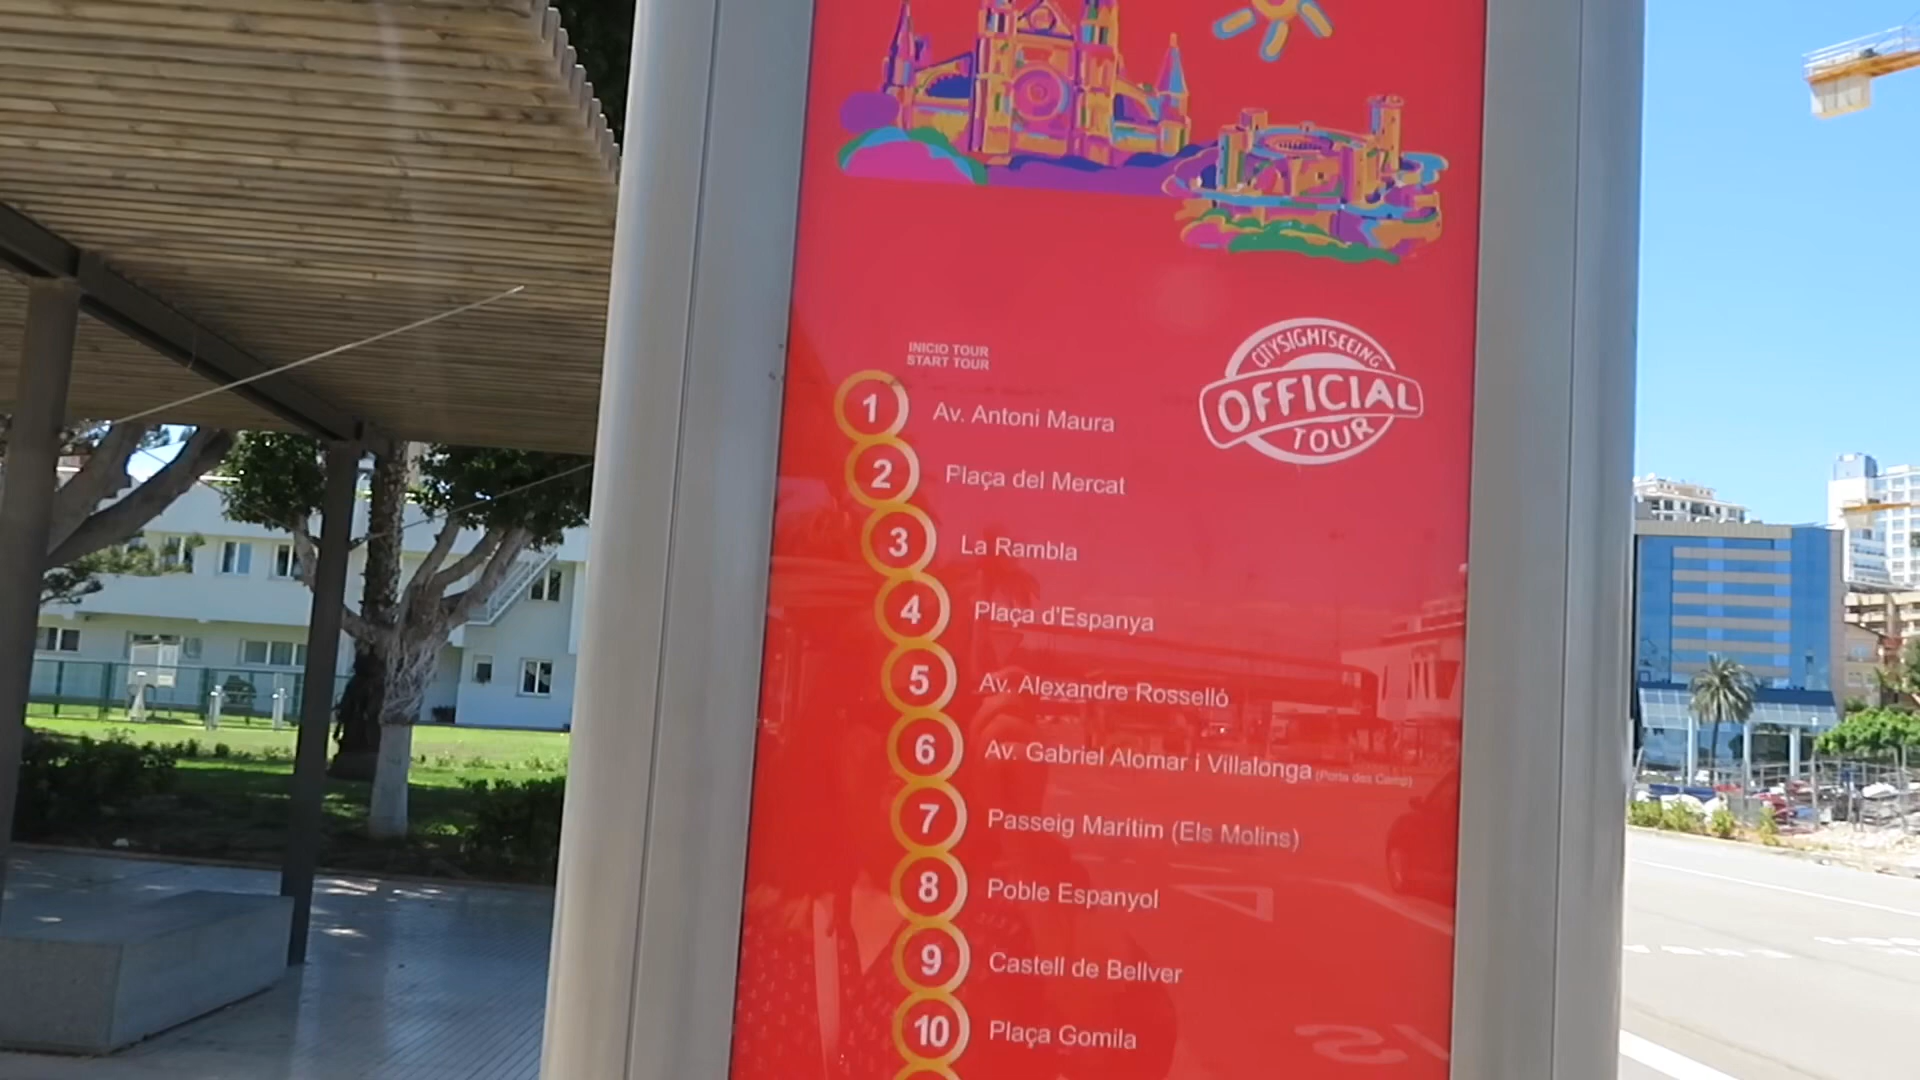 INICIO TOUR
START TOUR
CITYSIGHTSEEING
OFFICIAL
TOUR
1 Av. Antoni Maura
2 Plaça del Mercat
3 La Rambla
4 Plaça d'Espanya
5 Av. Alexandre Rosselló
6 Av. Gabriel Alomar i Villalonga (Porta des Camp)
7 Passeig Marítim (Els Molins)
8 Poble Espanyol
9 Castell de Bellver
10 Plaça Gomila